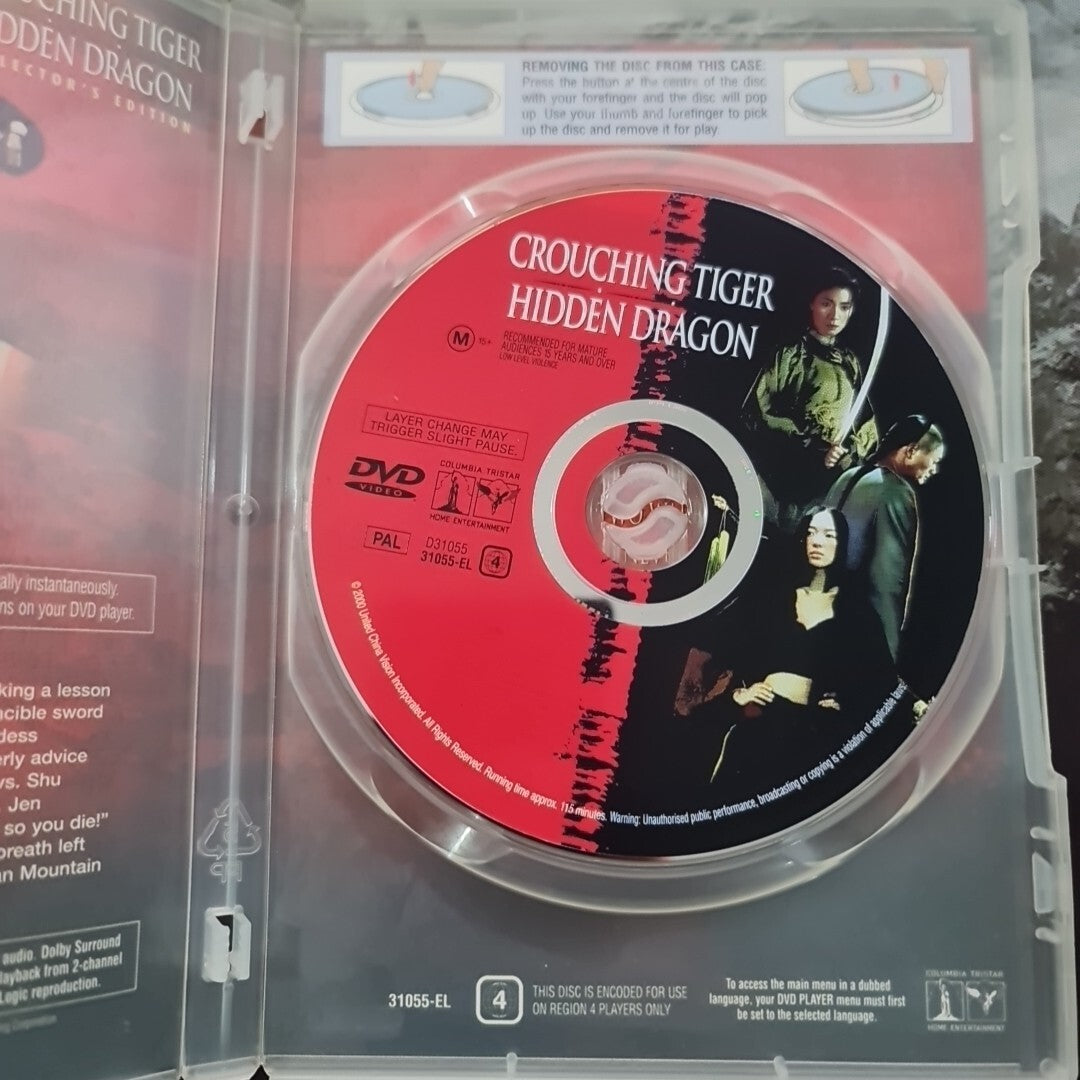 OUCHING TIGER
DDEN DRAGON
LECTOR'S EDITION
ally instantaneously.
ns on your DVD player.
king a lesson
ncible sword
dess
erly advice
vs. Shu
. Jen
so you die!"
breath left
n Mountain
audio. Dolby Surround
layback from 2-channel
Logic reproduction.
PP
REMOVING THE DISC FROM THIS CASE:
Press the button at the centre of the disc
with your forefinger and the disc will pop
up. Use your thumb and forefinger to pick
up the disc and remove it for play.
CROUCHING TIGER
HIDDEN DRAGON
M 15+ RECOMMENDED FOR MATURE
AUDIENCES 15 YEARS AND OVER
LOW LEVEL VIOLENCE
LAYER CHANGE MAY
TRIGGER SLIGHT PAUSE.
DVD
VIDEO
COLUMBIA TRISTAR
HOME ENTERTAINMENT
PAL
D31055
31055-EL
4
© 2000 United China Vision Incorporated. All Rights Reserved. Running time approx. 115 minutes. Warning: Unauthorised public performance, broadcasting or copying is a violation of applicable laws.
31055-EL
4
THIS DISC IS ENCODED FOR USE
ON REGION 4 PLAYERS ONLY
To access the main menu in a dubbed
language, your DVD PLAYER menu must first
be set to the selected language.
COLUMBIA TRISTAR
HOME ENTERTAINMENT